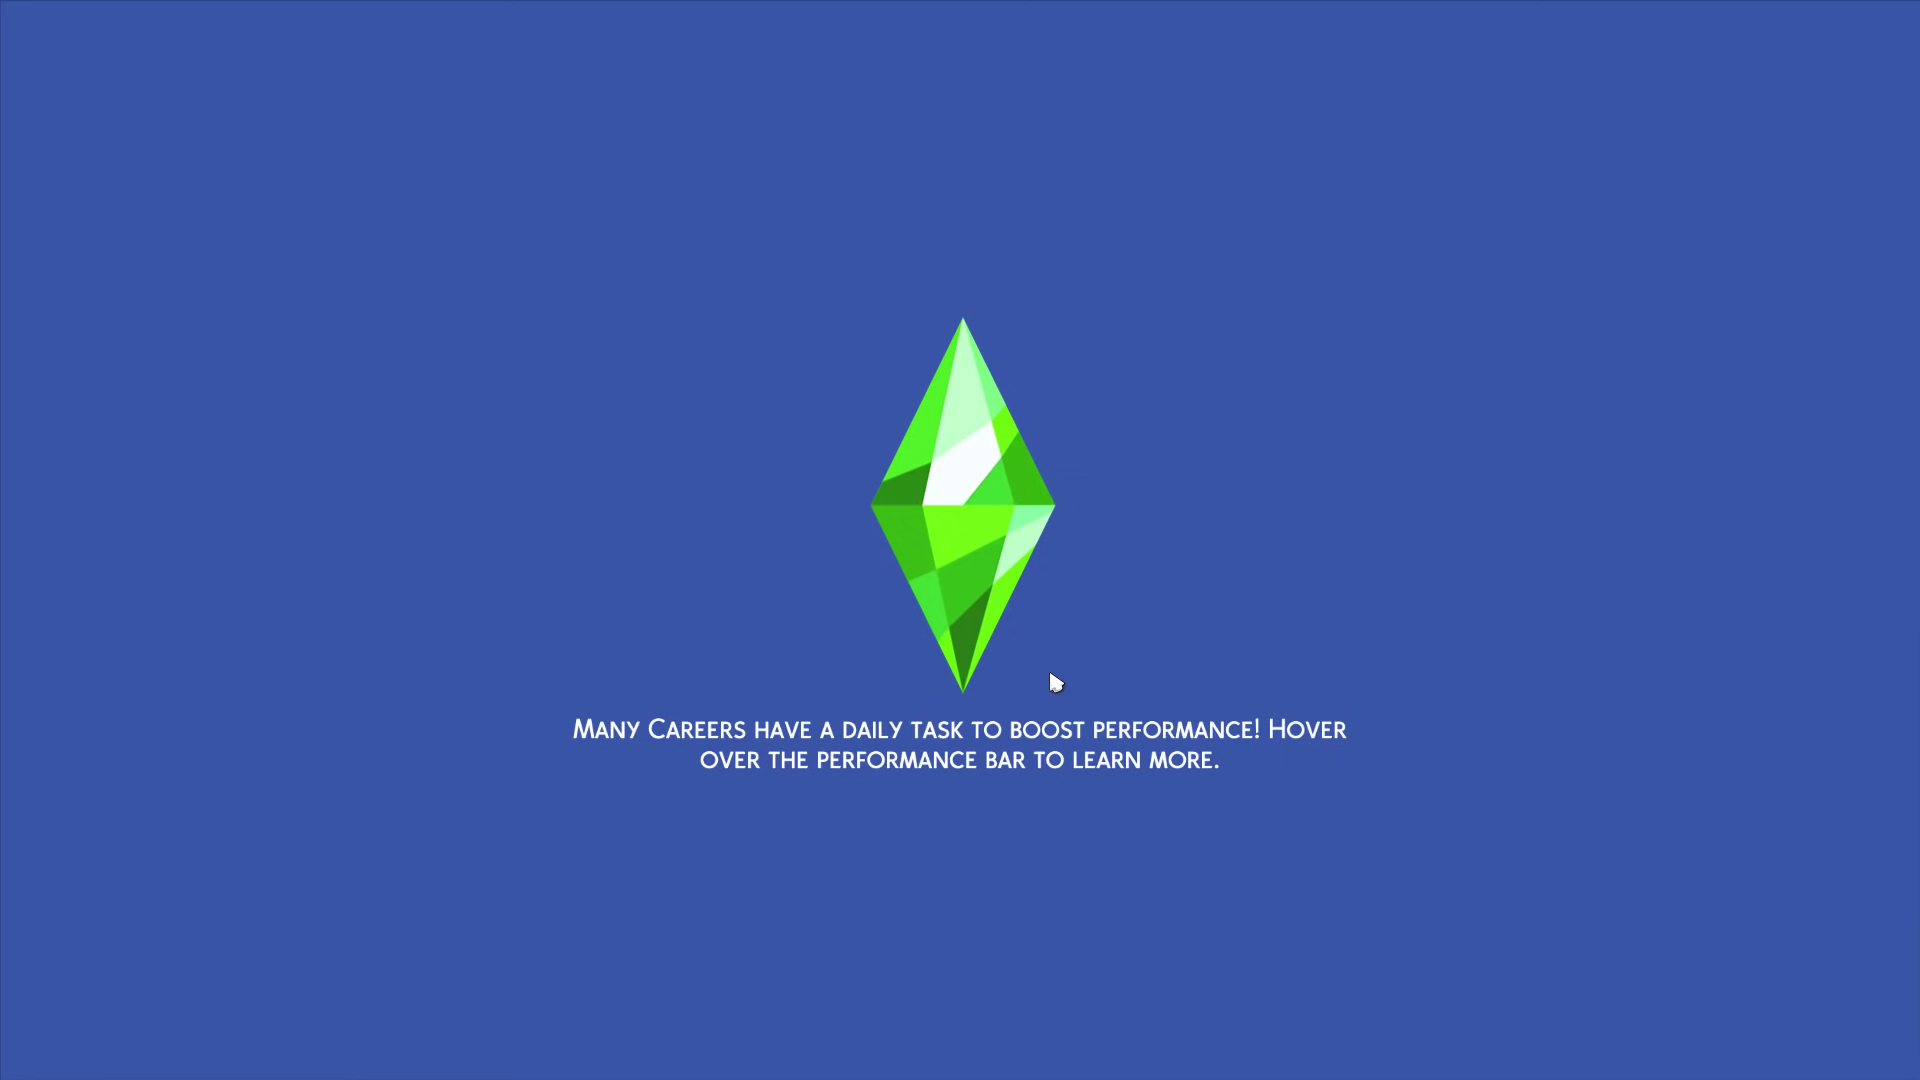 Many Careers have a daily task to boost performance! Hover
over the performance bar to learn more.